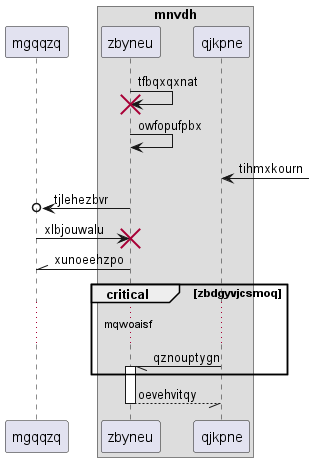 mnvdh
mgqqzq zbyneu qjkpne
tfbqxqxnat
owfopufpbx
tihmxkourn
tjlehezbvr
xlbjouwalu
xunoeehzpo
critical [zbdgyvjcsmoq]
mqwoaisf
qznouptygn
oevehvitqy
mgqqzq zbyneu qjkpne